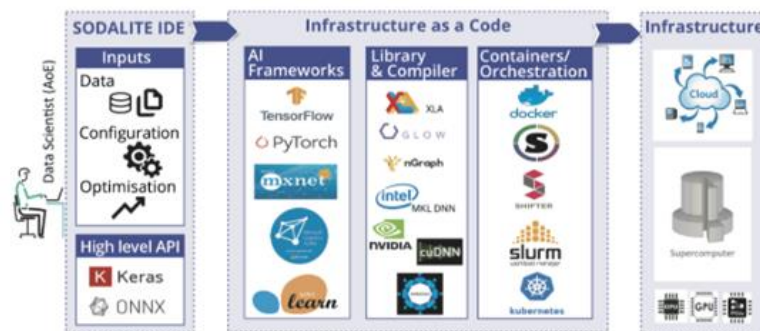 SODALITE IDE
Infrastructure as a Code
Infrastructure
Data Scientist (AoE)
Inputs
Data
Configuration
Optimisation
High level API
K Keras
ONNX
AI
Frameworks
TensorFlow
PyTorch
mxnet
learn
Library
& Compiler
XLA
GLOW
nGraph
intel
MKL DNN
NVIDIA
cuDNN
Containers/
Orchestration
docker
S
SHIFTER
slurm
workload manager
kubernetes
Cloud
Supercomputer
GPU